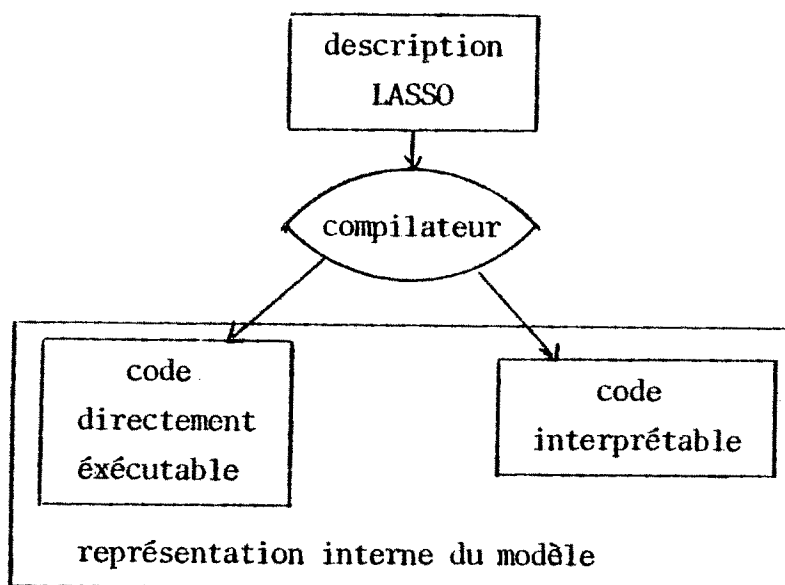 description
LASSO
compilateur
code
directement
éxécutable
code
interprétable
représentation interne du modèle